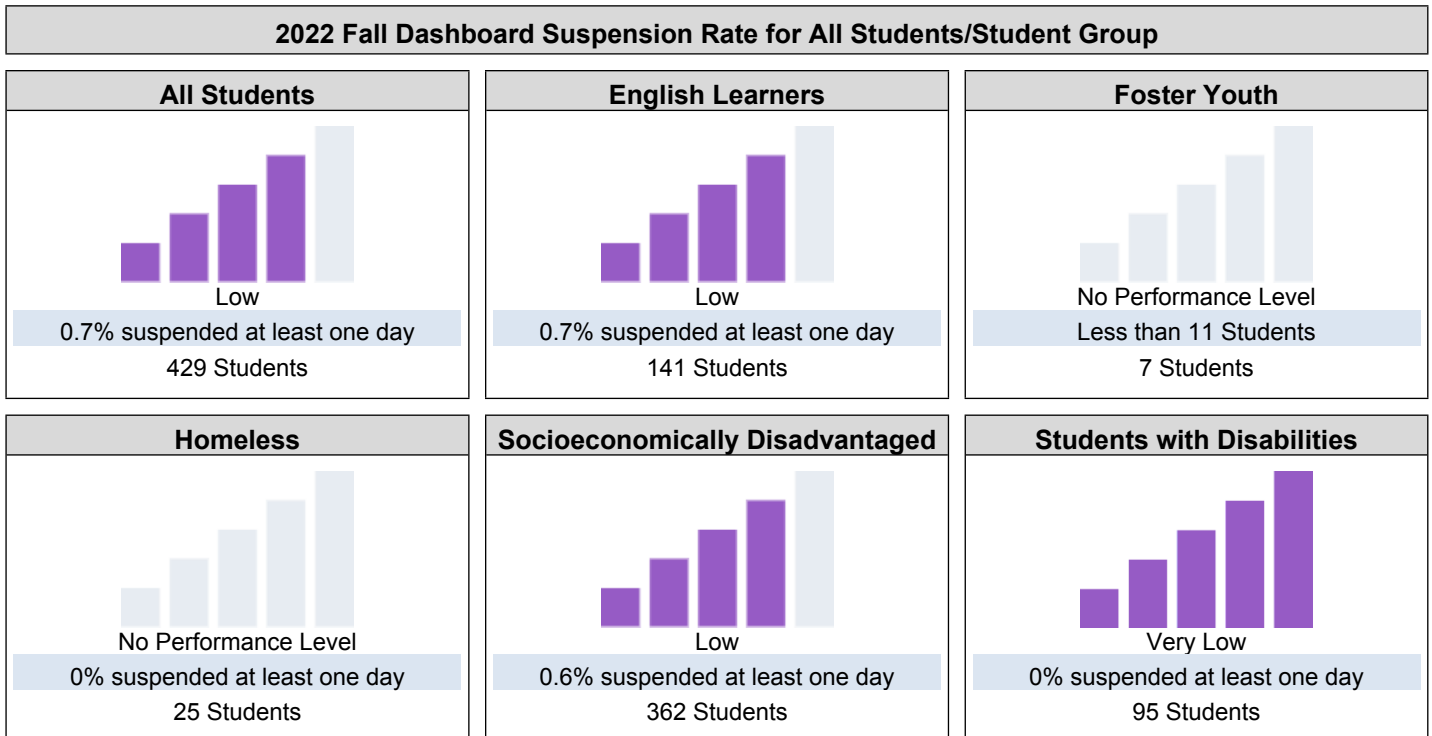 2022 Fall Dashboard Suspension Rate for All Students/Student Group
All Students
Low
0.7% suspended at least one day
429 Students
English Learners
Low
0.7% suspended at least one day
141 Students
Foster Youth
No Performance Level
Less than 11 Students
7 Students
Homeless
No Performance Level
0% suspended at least one day
25 Students
Socioeconomically Disadvantaged
Low
0.6% suspended at least one day
362 Students
Students with Disabilities
Very Low
0% suspended at least one day
95 Students